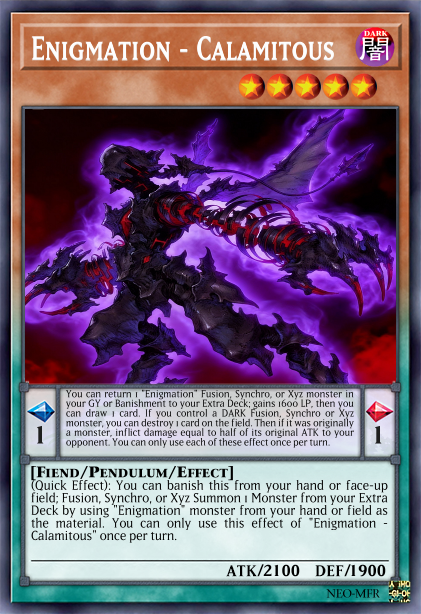 Enigmation - Calamitous
DARK
闇
You can return 1 "Enigmation" Fusion, Synchro, or Xyz monster in
your GY or Banishment to your Extra Deck; gains 1600 LP, then you
can draw 1 card. If you control a DARK Fusion, Synchro or Xyz
monster, you can destroy 1 card on the field. Then if it was originally
a monster, inflict damage equal to half of its original ATK to your
opponent. You can only use each of these effect once per turn.
1
1
[Fiend/Pendulum/Effect]
(Quick Effect): You can banish this from your hand or face-up
field; Fusion, Synchro, or Xyz Summon 1 Monster from your Extra
Deck by using "Enigmation" monster from your hand or field as
the material. You can only use this effect of "Enigmation -
Calamitous" once per turn.
ATK/2100 DEF/1900
NEO-MFR